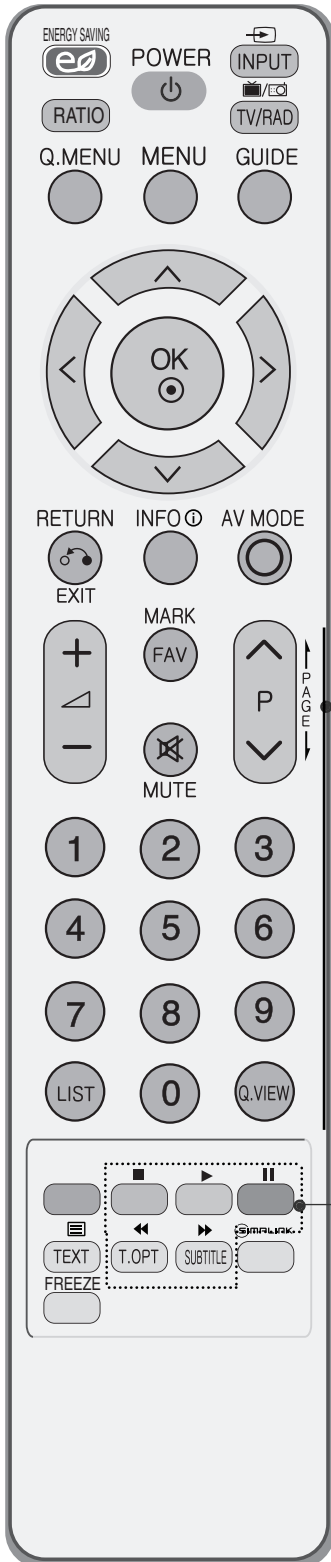 ENERGY SAVING
POWER
INPUT
RATIO
TV/RAD
Q.MENU MENU GUIDE
OK
RETURN INFO i AV MODE
EXIT
MARK
+ FAV P
PAGE
-
MUTE
1 2 3
4 5 6
7 8 9
LIST 0 Q.VIEW
SIMPLINK
TEXT T.OPT SUBTITLE
FREEZE